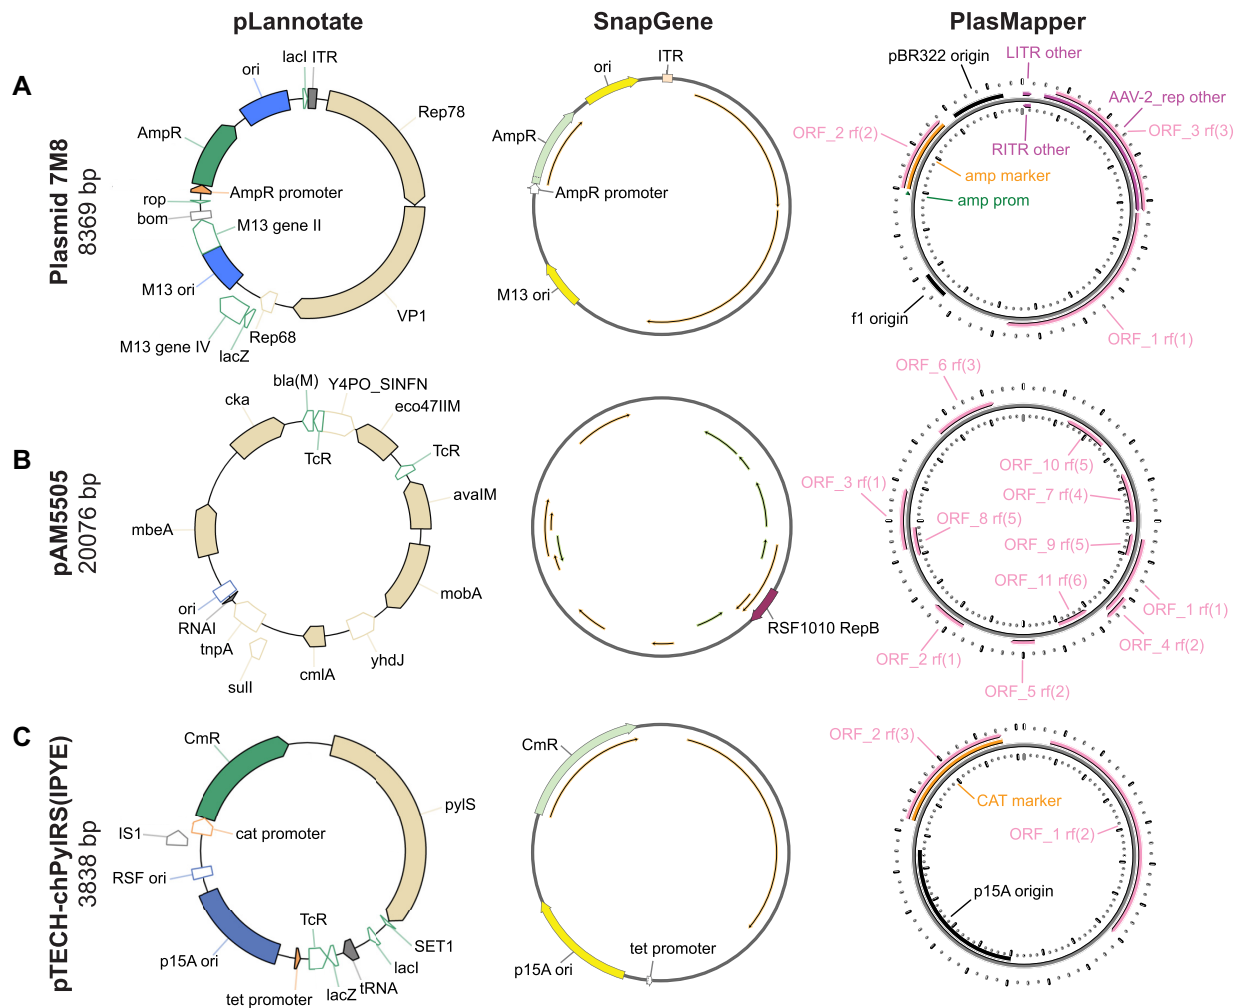 pLannotate
SnapGene
PlasMapper
A
Plasmid 7M8
8369 bp
lacI
ITR
ori
Rep78
AmpR
AmpR promoter
rop
bom
M13 gene II
M13 ori
VP1
Rep68
M13 gene IV
lacZ
ITR
ori
AmpR
AmpR promoter
M13 ori
LITR other
pBR322 origin
AAV-2_rep other
ORF_2 rf(2)
ORF_3 rf(3)
RITR other
amp marker
amp prom
f1 origin
ORF_1 rf(1)
B
pAM5505
20076 bp
bla(M)
Y4PO_SINFN
cka
eco47IIM
TcR
TcR
avaIM
mbeA
mobA
ori
RNAI
tnpA
yhdJ
cmlA
sulI
RSF1010 RepB
ORF_6 rf(3)
ORF_10 rf(5)
ORF_3 rf(1)
ORF_7 rf(4)
ORF_8 rf(5)
ORF_9 rf(5)
ORF_11 rf(6)
ORF_1 rf(1)
ORF_4 rf(2)
ORF_2 rf(1)
ORF_5 rf(2)
C
pTECH-chPylRS(IPYE)
3838 bp
CmR
pylS
IS1
cat promoter
RSF ori
TcR
SET1
p15A ori
lacI
tRNA
lacZ
tet promoter
CmR
tet promoter
p15A ori
ORF_2 rf(3)
CAT marker
ORF_1 rf(2)
p15A origin